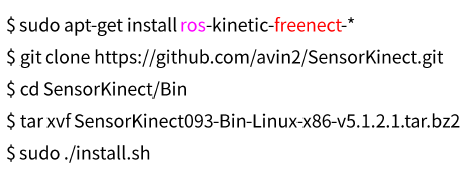 $ sudo apt-get install ros-kinetic-freenect-*
$ git clone https://github.com/avin2/SensorKinect.git
$ cd SensorKinect/Bin
$ tar xvf SensorKinect093-Bin-Linux-x86-v5.1.2.1.tar.bz2
$ sudo ./install.sh